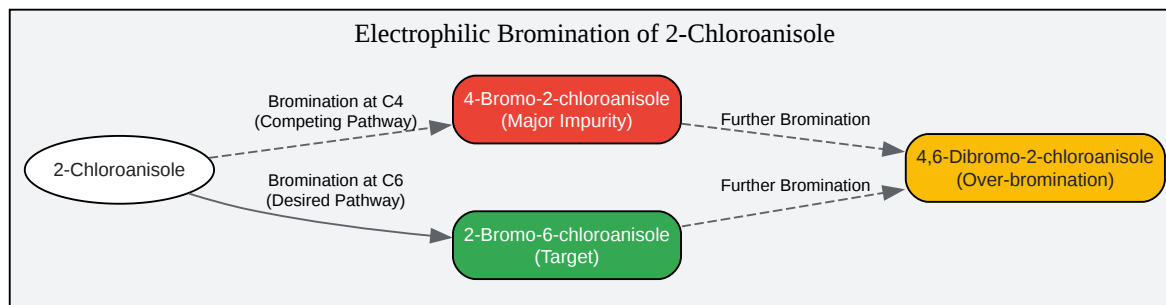 Electrophilic Bromination of 2-Chloroanisole
2-Chloroanisole
Bromination at C4
(Competing Pathway)
Bromination at C6
(Desired Pathway)
4-Bromo-2-chloroanisole
(Major Impurity)
2-Bromo-6-chloroanisole
(Target)
Further Bromination
Further Bromination
4,6-Dibromo-2-chloroanisole
(Over-bromination)